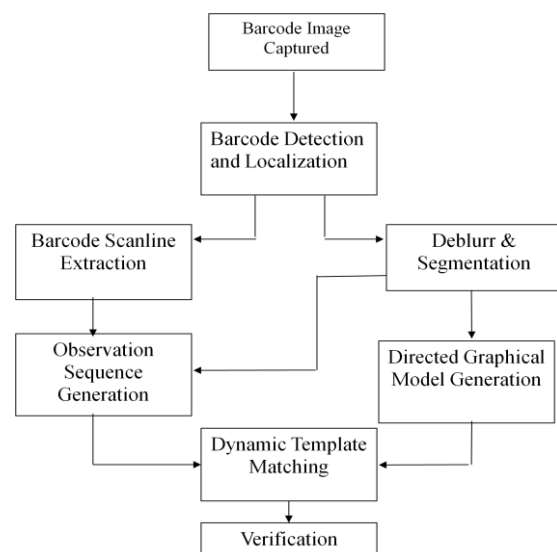 Barcode Image
Captured
Barcode Detection
and Localization
Barcode Scanline
Extraction
Deblurr &
Segmentation
Observation
Sequence
Generation
Directed Graphical
Model Generation
Dynamic Template
Matching
Verification